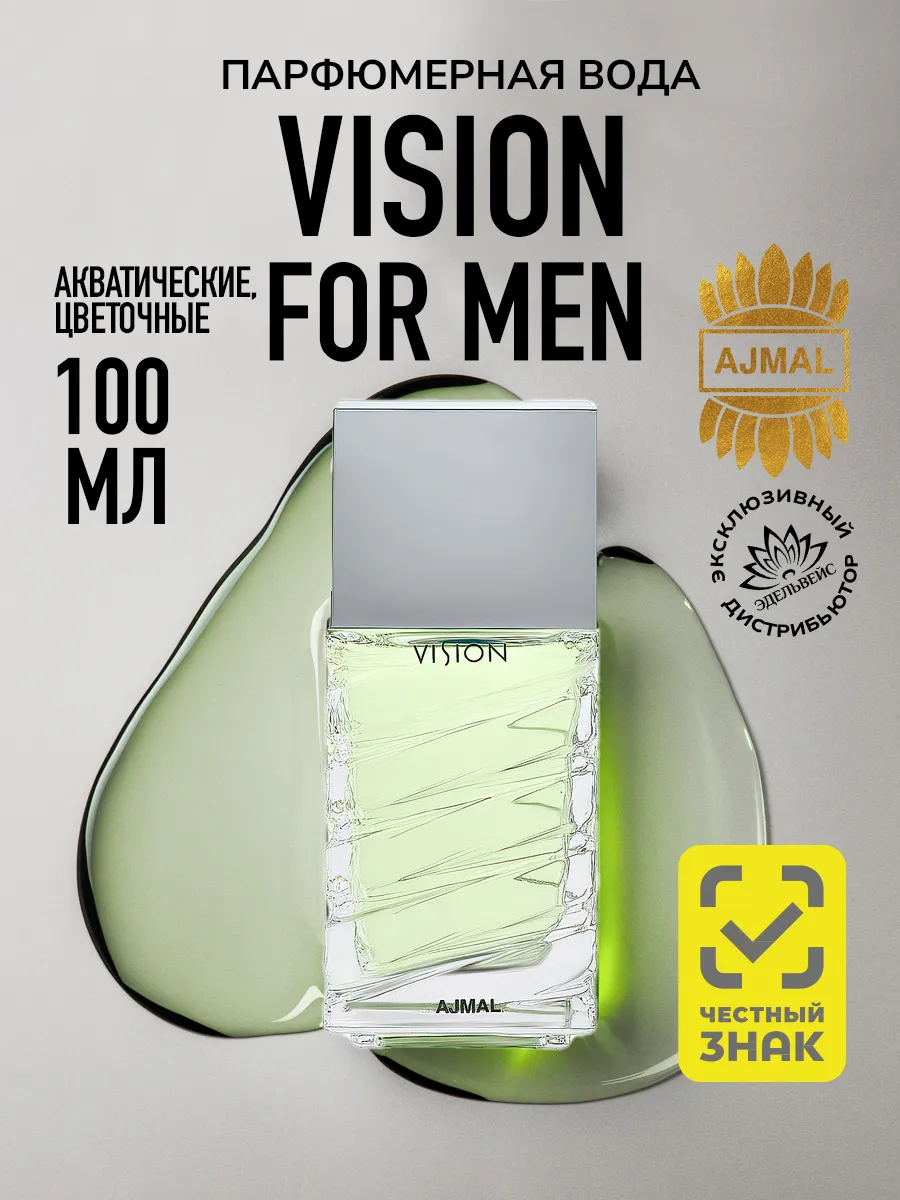 ПАРФЮМЕРНАЯ ВОДА
VISION
FOR MEN
АКВАТИЧЕСКИЕ,
ЦВЕТОЧНЫЕ
100
МЛ
AJMAL
ЭКСКЛЮЗИВНЫЙ
ЭДЕЛЬВЕЙС
ДИСТРИБЬЮТОР
VISION
AJMAL
ЧЕСТНЫЙ
ЗНАК